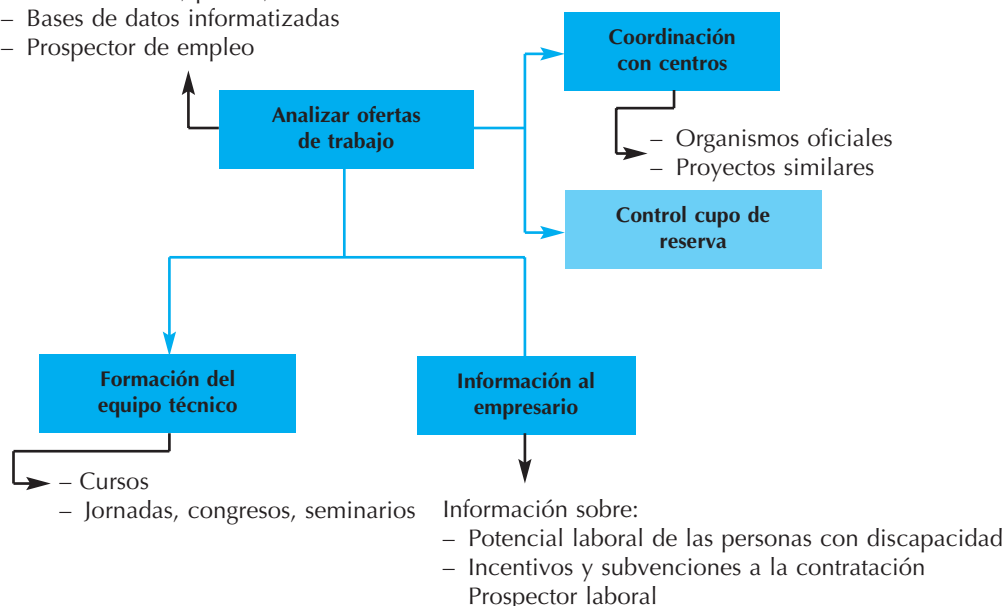 – Bases de datos informatizadas
– Prospector de empleo
Coordinación
con centros
Analizar ofertas
de trabajo
– Organismos oficiales
– Proyectos similares
Control cupo de
reserva
Formación del
equipo técnico
Información al
empresario
– Cursos
– Jornadas, congresos, seminarios
Información sobre:
– Potencial laboral de las personas con discapacidad
– Incentivos y subvenciones a la contratación
Prospector laboral